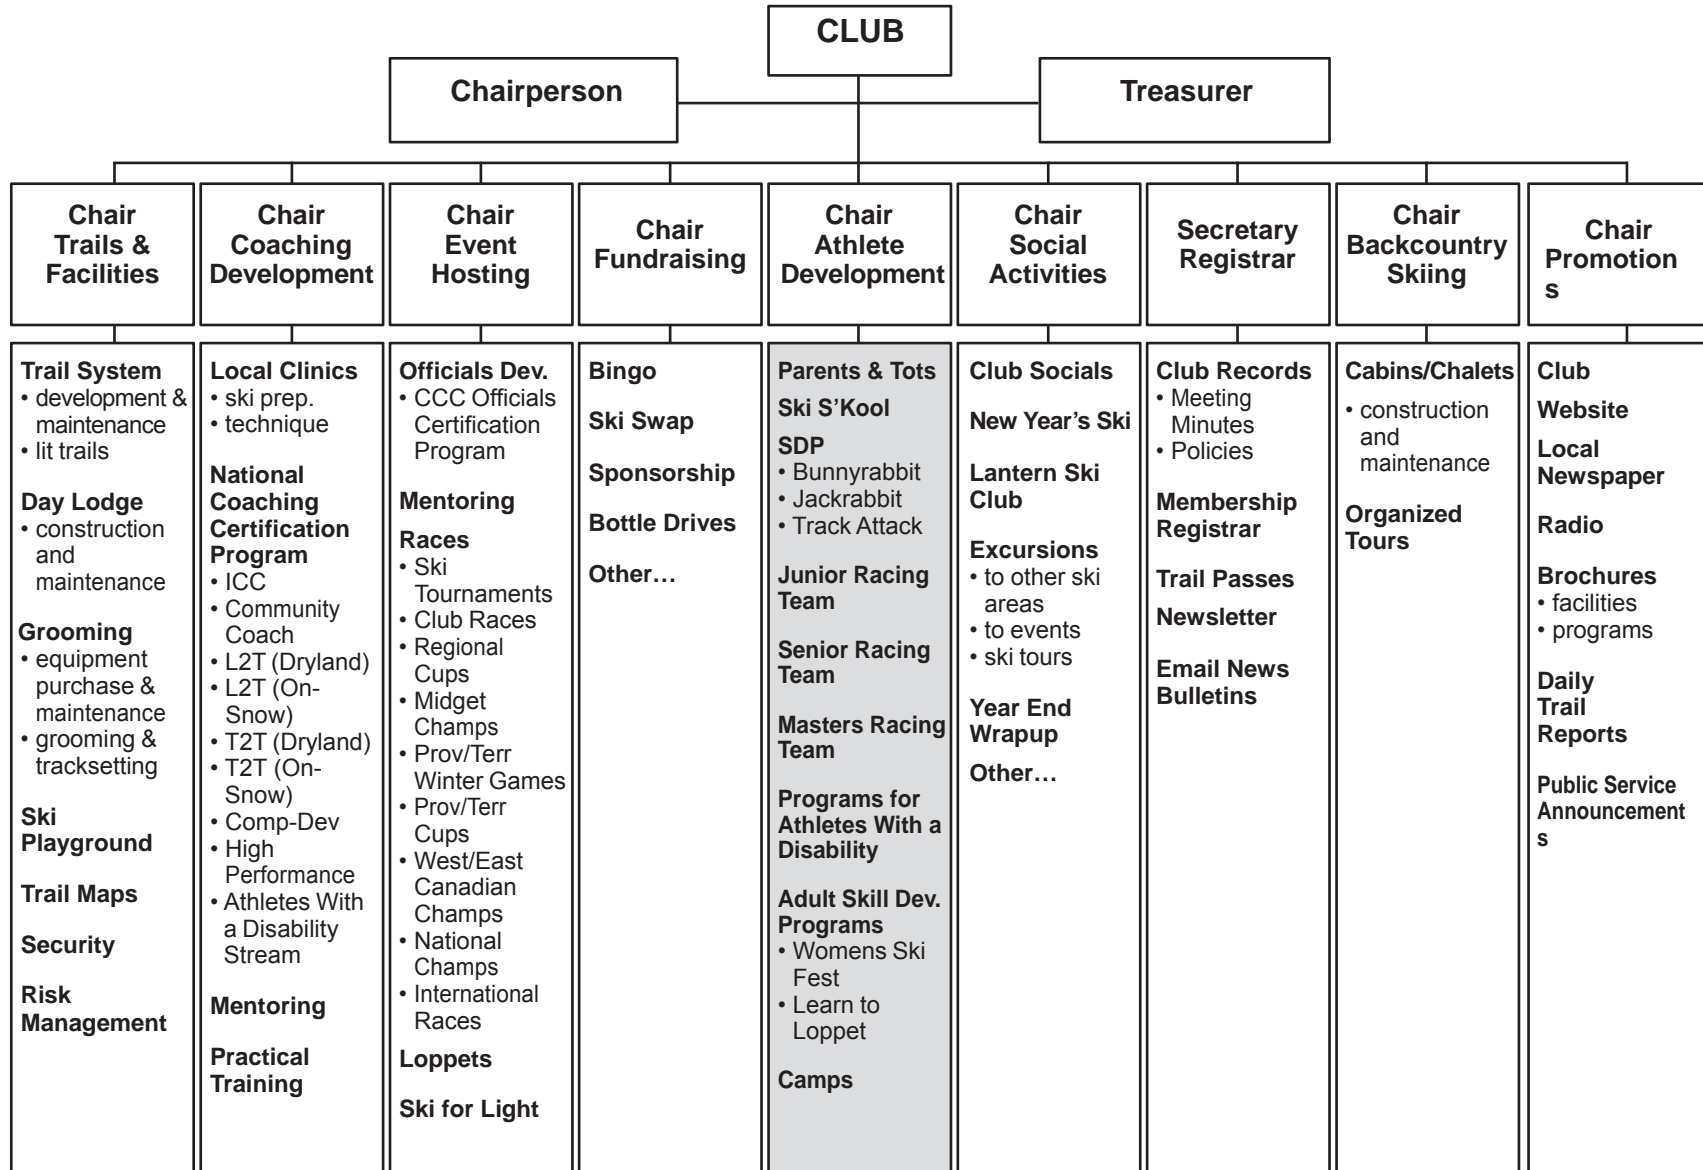 CLUB
Chairperson
Treasurer
Chair
Trails &
Facilities
Chair
Coaching
Development
Chair
Event
Hosting
Chair
Fundraising
Chair
Athlete
Development
Chair
Social
Activities
Secretary
Registrar
Chair
Backcountry
Skiing
Chair
Promotion
s
Trail System
• development &
maintenance
• lit trails
Day Lodge
• construction
and
maintenance
Grooming
• equipment
purchase &
maintenance
• grooming &
tracksetting
Ski
Playground
Trail Maps
Security
Risk
Management
Local Clinics
• ski prep.
• technique
National
Coaching
Certification
Program
• ICC
• Community
Coach
• L2T (Dryland)
• L2T (On-
Snow)
• T2T (Dryland)
• T2T (On-
Snow)
• Comp-Dev
• High
Performance
• Athletes With
a Disability
Stream
Mentoring
Practical
Training
Officials Dev.
• CCC Officials
Certification
Program
Mentoring
Races
• Ski
Tournaments
• Club Races
• Regional
Cups
• Midget
Champs
• Prov/Terr
Winter Games
• Prov/Terr
Cups
• West/East
Canadian
Champs
• National
Champs
• International
Races
Loppets
Ski for Light
Bingo
Ski Swap
Sponsorship
Bottle Drives
Other…
Parents & Tots
Ski S’Kool
SDP
• Bunnyrabbit
• Jackrabbit
• Track Attack
Junior Racing
Team
Senior Racing
Team
Masters Racing
Team
Programs for
Athletes With a
Disability
Adult Skill Dev.
Programs
• Womens Ski
Fest
• Learn to
Loppet
Camps
Club Socials
New Year’s Ski
Lantern Ski
Club
Excursions
• to other ski
areas
• to events
• ski tours
Year End
Wrapup
Other…
Club Records
• Meeting
Minutes
• Policies
Membership
Registrar
Trail Passes
Newsletter
Email News
Bulletins
Cabins/Chalets
• construction
and
maintenance
Organized
Tours
Club
Website
Local
Newspaper
Radio
Brochures
• facilities
• programs
Daily
Trail
Reports
Public Service
Announcement
s